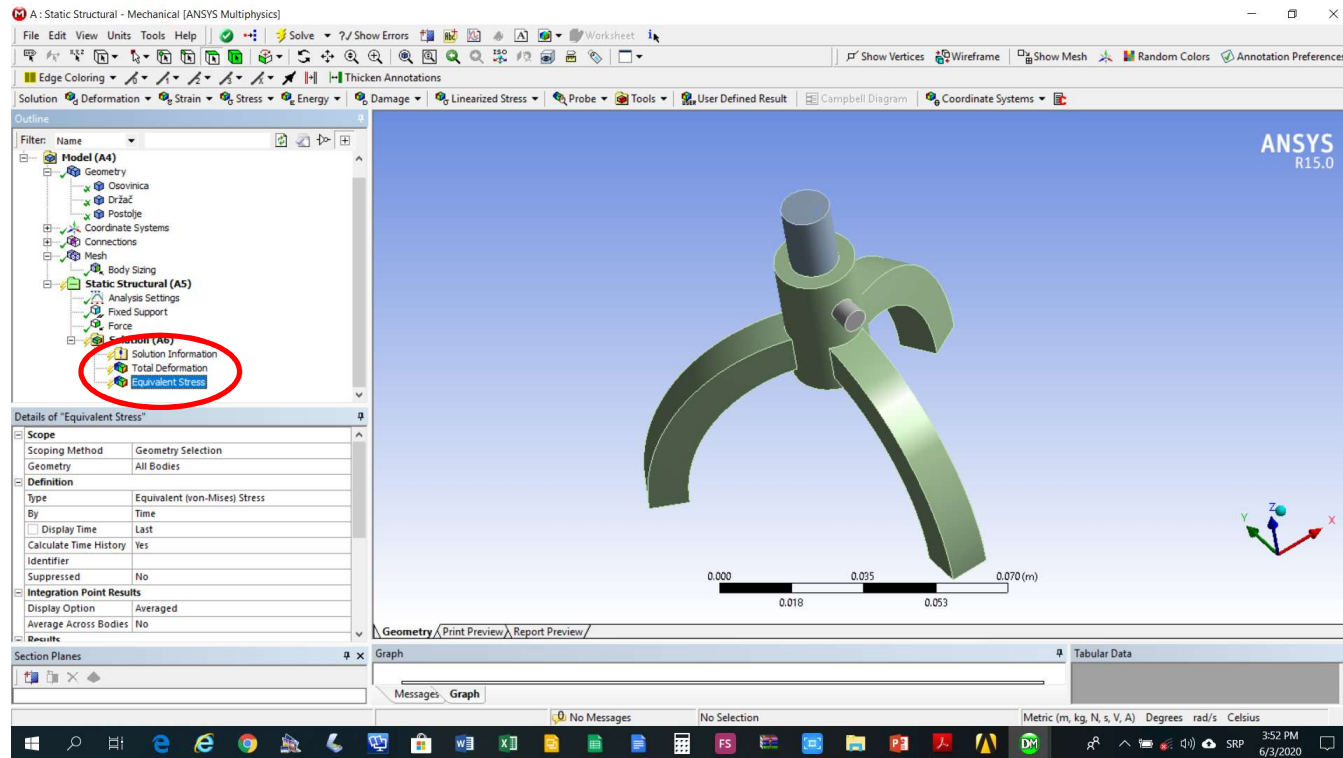 A : Static Structural - Mechanical [ANSYS Multiphysics]
File Edit View Units Tools Help Solve ?/ Show Errors Worksheet
Show Vertices Wireframe Show Mesh Random Colors Annotation Preferences
Edge Coloring Thicken Annotations
Solution Deformation Strain Stress Energy Damage Linearized Stress Probe Tools User Defined Result Campbell Diagram Coordinate Systems
Outline
Filter: Name
Model (A4)
Geometry
Osovinica
Držač
Postolje
Coordinate Systems
Connections
Mesh
Body Sizing
Static Structural (A5)
Analysis Settings
Fixed Support
Force
Solution (A6)
Solution Information
Total Deformation
Equivalent Stress
Details of "Equivalent Stress"
Scope
Scoping Method Geometry Selection
Geometry All Bodies
Definition
Type Equivalent (von-Mises) Stress
By Time
Display Time Last
Calculate Time History Yes
Identifier
Suppressed No
Integration Point Results
Display Option Averaged
Average Across Bodies No
Results
Section Planes
ANSYS
R15.0
Z
Y
X
0.000 0.035 0.070 (m)
0.018 0.053
Geometry Print Preview Report Preview
Graph
Tabular Data
Messages Graph
0 No Messages No Selection Metric (m, kg, N, s, V, A) Degrees rad/s Celsius
FS DM SRP 3:52 PM
6/3/2020